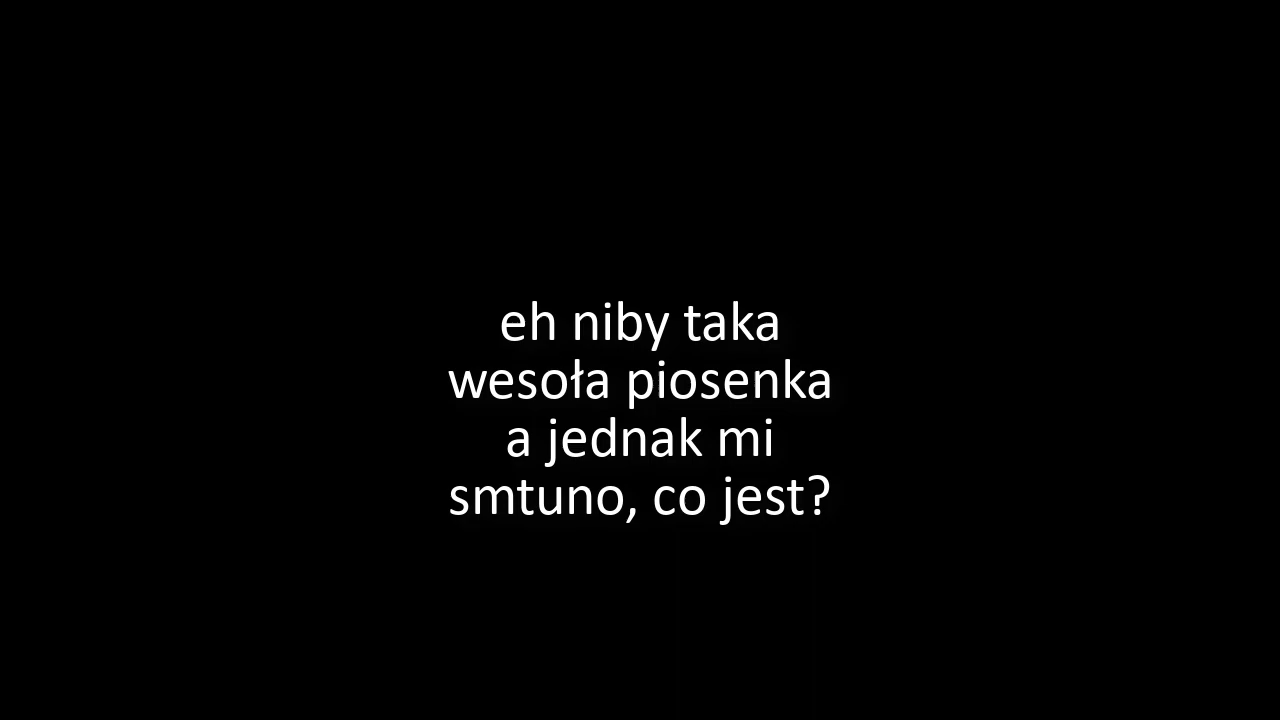 eh niby taka
wesoła piosenka
a jednak mi
smtuno, co jest?